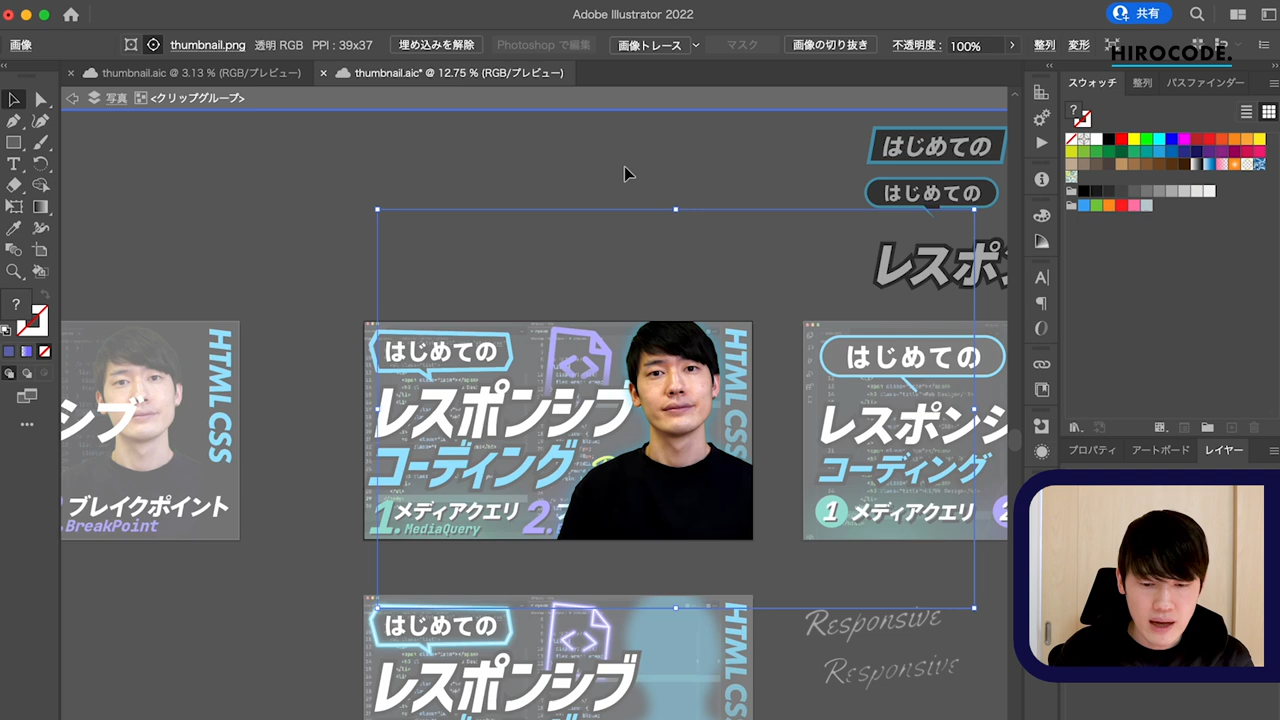 Adobe Illustrator 2022
共有
画像
thumbnail.png
透明 RGB
PPI : 39x37
埋め込みを解除
Photoshop で編集
画像トレース
マスク
画像の切り抜き
不透明度 :
100%
整列
変形
HIROCODE.
thumbnail.aic @ 3.13 % (RGB/プレビュー)
thumbnail.aic* @ 12.75 % (RGB/プレビュー)
スウォッチ
整列
パスファインダー
写真
<クリップグループ>
はじめての
はじめての
レスポン
HTML CSS
シブ
ブレイクポイント
BreakPoint
はじめての
レスポンシブ
コーディング
1.メディアクエリ
MediaQuery
2.
HTML CSS
はじめての
レスポンシ
コーディング
1 メディアクエリ
2
プロパティ
アートボード
レイヤー
はじめての
レスポンシブ
HTML CSS
Responsive
Responsive